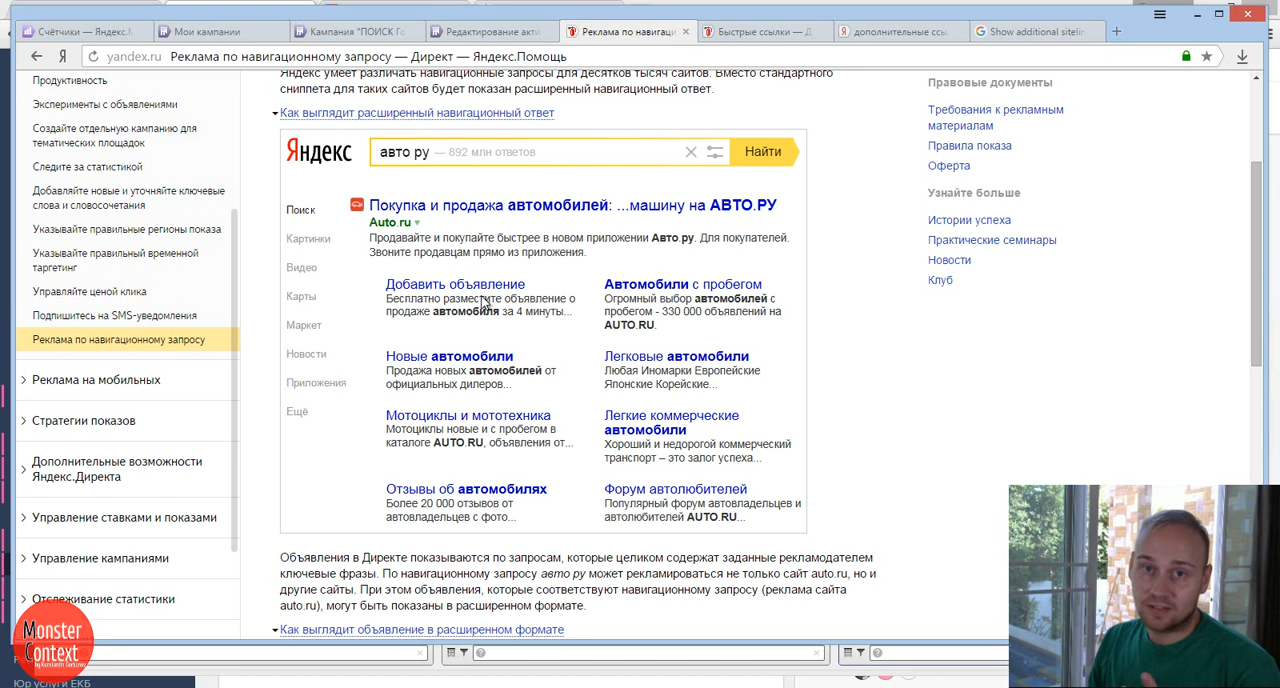 Счётчики — Яндекс.М
Мои кампании
Кампания "ПОИСК Го
Редактирование акти
Реклама по навигаци
Быстрые ссылки — Д
дополнительные ссы
Show additional sitelin
Я
yandex.ru Реклама по навигационному запросу — Директ — Яндекс.Помощь
Продуктивность
Эксперименты с объявлениями
Создайте отдельную кампанию для
тематических площадок
Следите за статистикой
Добавляйте новые и уточняйте ключевые
слова и словосочетания
Указывайте правильные регионы показа
Указывайте правильный временной
таргетинг
Управляйте ценой клика
Подпишитесь на SMS-уведомления
Реклама по навигационному запросу
Реклама на мобильных
Стратегии показов
Дополнительные возможности
Яндекс.Директа
Управление ставками и показами
Управление кампаниями
Отслеживание статистики
Яндекс умеет различать навигационные запросы для десятков тысяч сайтов. Вместо стандартного
сниппета для таких сайтов будет показан расширенный навигационный ответ.
Как выглядит расширенный навигационный ответ
Яндекс
авто ру — 892 млн ответов
Найти
Поиск
Картинки
Видео
Карты
Маркет
Новости
Приложения
Ещё
Покупка и продажа автомобилей: ...машину на АВТО.РУ
Auto.ru
Продавайте и покупайте быстрее в новом приложении Авто.ру. Для покупателей.
Звоните продавцам прямо из приложения.
Добавить объявление
Бесплатно разместите объявление о
продаже автомобиля за 4 минуты...
Автомобили с пробегом
Огромный выбор автомобилей с
пробегом - 330 000 объявлений на
AUTO.RU.
Новые автомобили
Продажа новых автомобилей от
официальных дилеров...
Легковые автомобили
Любая Иномарки Европейские
Японские Корейские...
Мотоциклы и мототехника
Мотоциклы новые и с пробегом в
каталоге AUTO.RU, объявления от...
Легкие коммерческие
автомобили
Хороший и недорогой коммерческий
транспорт – это залог успеха...
Отзывы об автомобилях
Более 20 000 отзывов от
автовладельцев с фото...
Форум автолюбителей
Популярный форум автовладельцев и
автолюбителей AUTO.RU...
Объявления в Директе показываются по запросам, которые целиком содержат заданные рекламодателем
ключевые фразы. По навигационному запросу авто ру может рекламироваться не только сайт auto.ru, но и
другие сайты. При этом объявления, которые соответствуют навигационному запросу (реклама сайта
auto.ru), могут быть показаны в расширенном формате.
Как выглядит объявление в расширенном формате
Правовые документы
Требования к рекламным
материалам
Правила показа
Оферта
Узнайте больше
Истории успеха
Практические семинары
Новости
Клуб
Monster
Context
Юр услуги ЕКБ